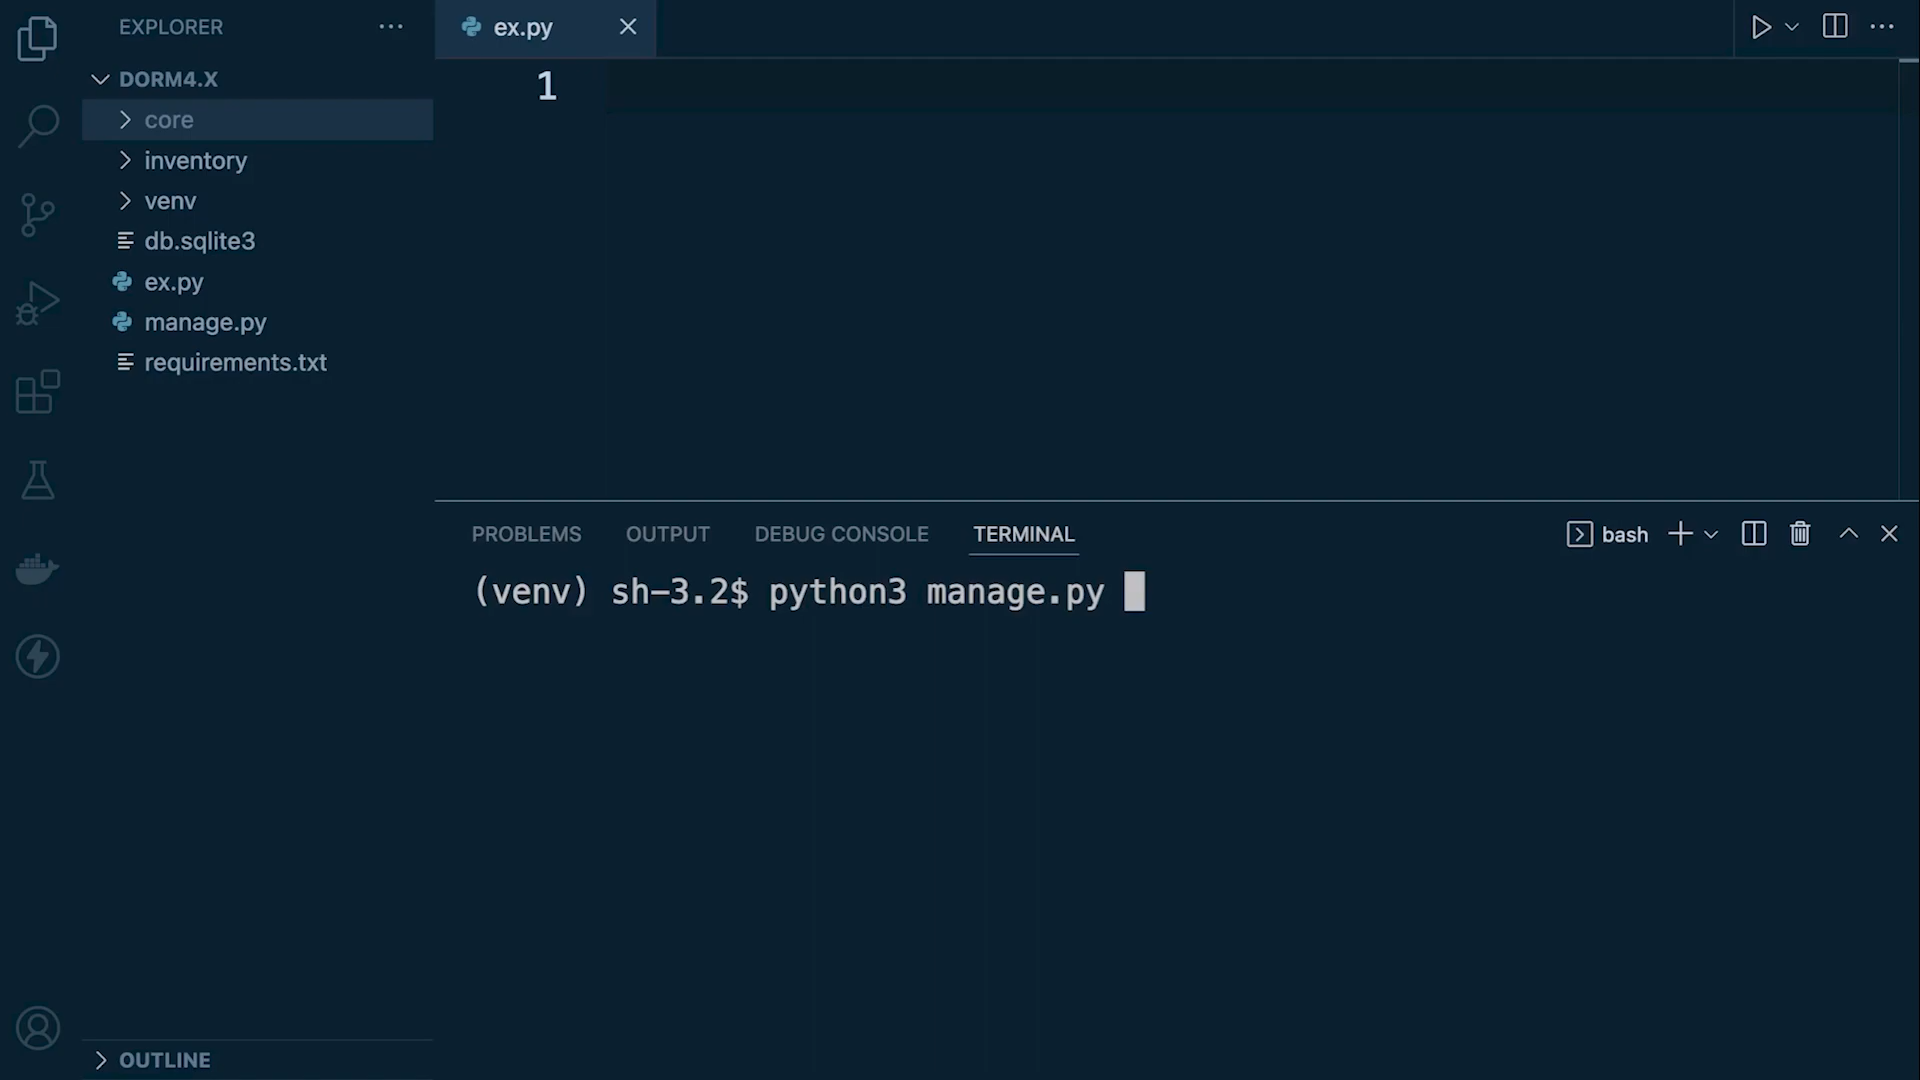 EXPLORER
DORM4.X
core
inventory
venv
db.sqlite3
ex.py
manage.py
requirements.txt
OUTLINE
ex.py
1
PROBLEMS OUTPUT DEBUG CONSOLE TERMINAL bash
(venv) sh-3.2$ python3 manage.py